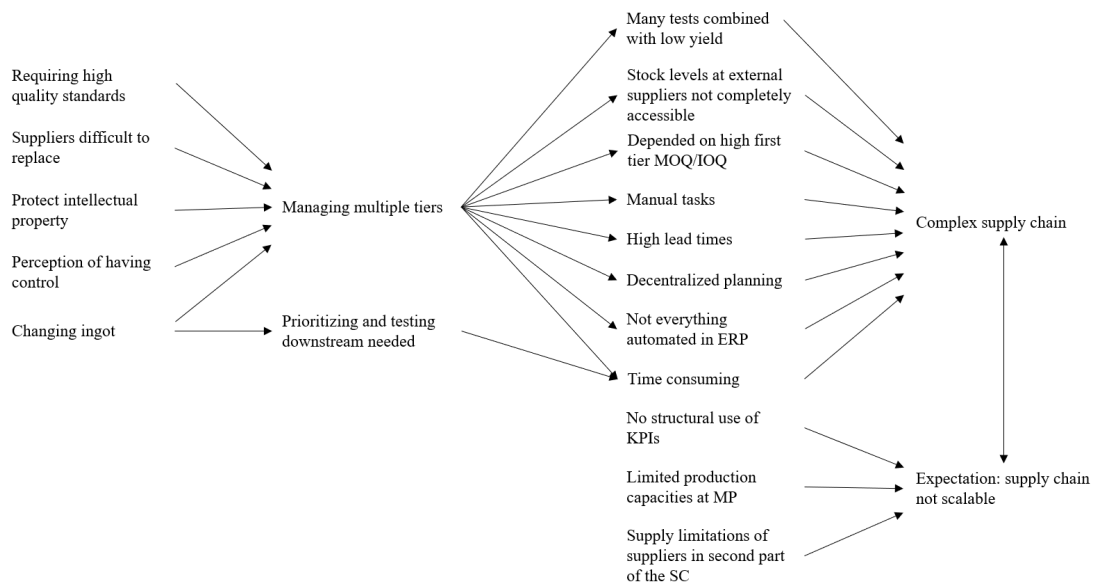 Requiring high
quality standards
Suppliers difficult to
replace
Protect intellectual
property
Perception of having
control
Changing ingot
Managing multiple tiers
Prioritizing and testing
downstream needed
Many tests combined
with low yield
Stock levels at external
suppliers not completely
accessible
Depended on high first
tier MOQ/IOQ
Manual tasks
High lead times
Decentralized planning
Not everything
automated in ERP
Time consuming
No structural use of
KPIs
Limited production
capacities at MP
Supply limitations of
suppliers in second part
of the SC
Complex supply chain
Expectation: supply chain
not scalable